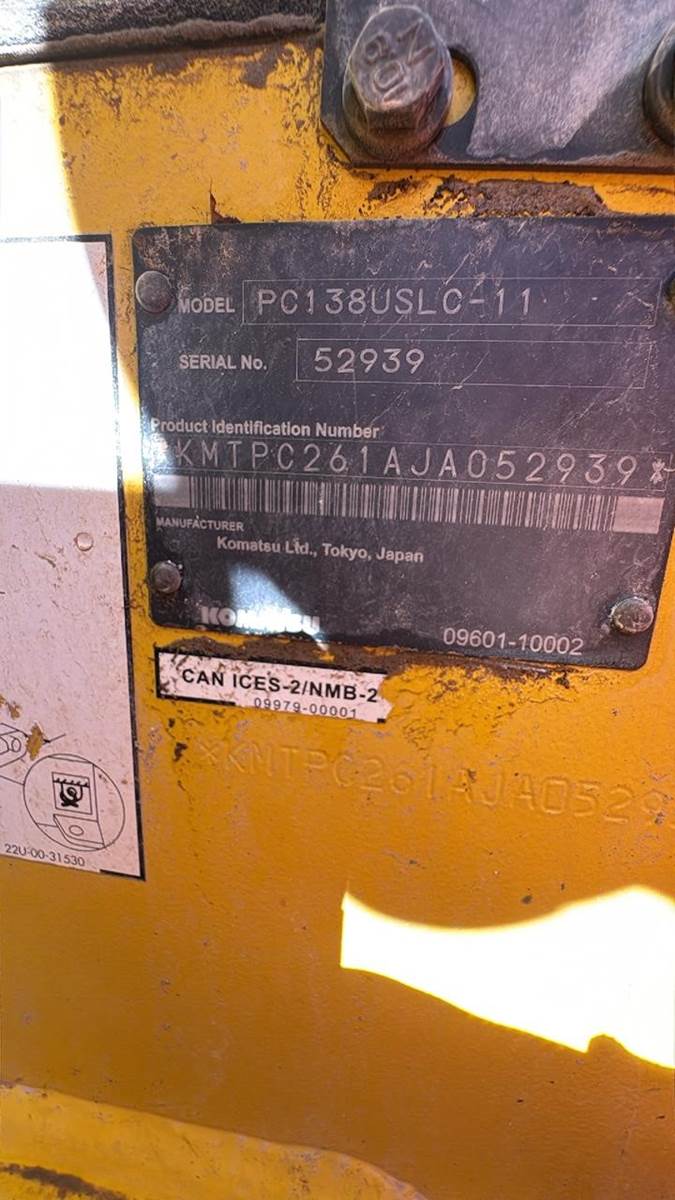 MODEL PC138USLC-11
SERIAL No. 52939
Product Identification Number
*KMTPC261AJA052939*
MANUFACTURER
Komatsu Ltd., Tokyo, Japan
KOMATSU
09601-10002
CAN ICES-2/NMB-2
09979-00001
*KMTPC261AJA0529
22U-00-31530